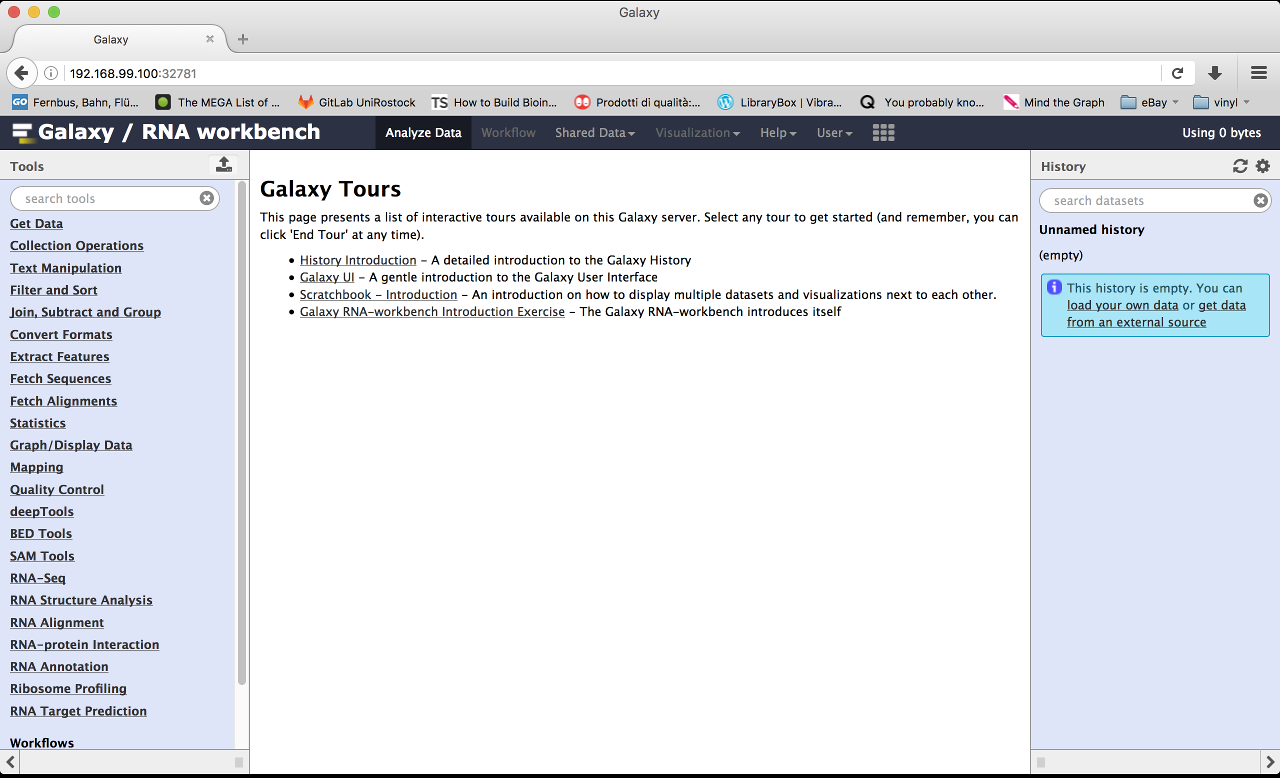 Galaxy
Galaxy
192.168.99.100:32781
GO Fernbus, Bahn, Flü... The MEGA List of ... GitLab UniRostock TS How to Build Bioin... Prodotti di qualità:... LibraryBox | Vibra... Q You probably kno... Mind the Graph eBay vinyl
Galaxy / RNA workbench Analyze Data Workflow Shared Data Visualization Help User Using 0 bytes
Tools
search tools
Get Data
Collection Operations
Text Manipulation
Filter and Sort
Join, Subtract and Group
Convert Formats
Extract Features
Fetch Sequences
Fetch Alignments
Statistics
Graph/Display Data
Mapping
Quality Control
deepTools
BED Tools
SAM Tools
RNA-Seq
RNA Structure Analysis
RNA Alignment
RNA-protein Interaction
RNA Annotation
Ribosome Profiling
RNA Target Prediction
Workflows
Galaxy Tours
This page presents a list of interactive tours available on this Galaxy server. Select any tour to get started (and remember, you can
click 'End Tour' at any time).
• History Introduction - A detailed introduction to the Galaxy History
• Galaxy UI - A gentle introduction to the Galaxy User Interface
• Scratchbook - Introduction - An introduction on how to display multiple datasets and visualizations next to each other.
• Galaxy RNA-workbench Introduction Exercise - The Galaxy RNA-workbench introduces itself
History
search datasets
Unnamed history
(empty)
This history is empty. You can
load your own data or get data
from an external source